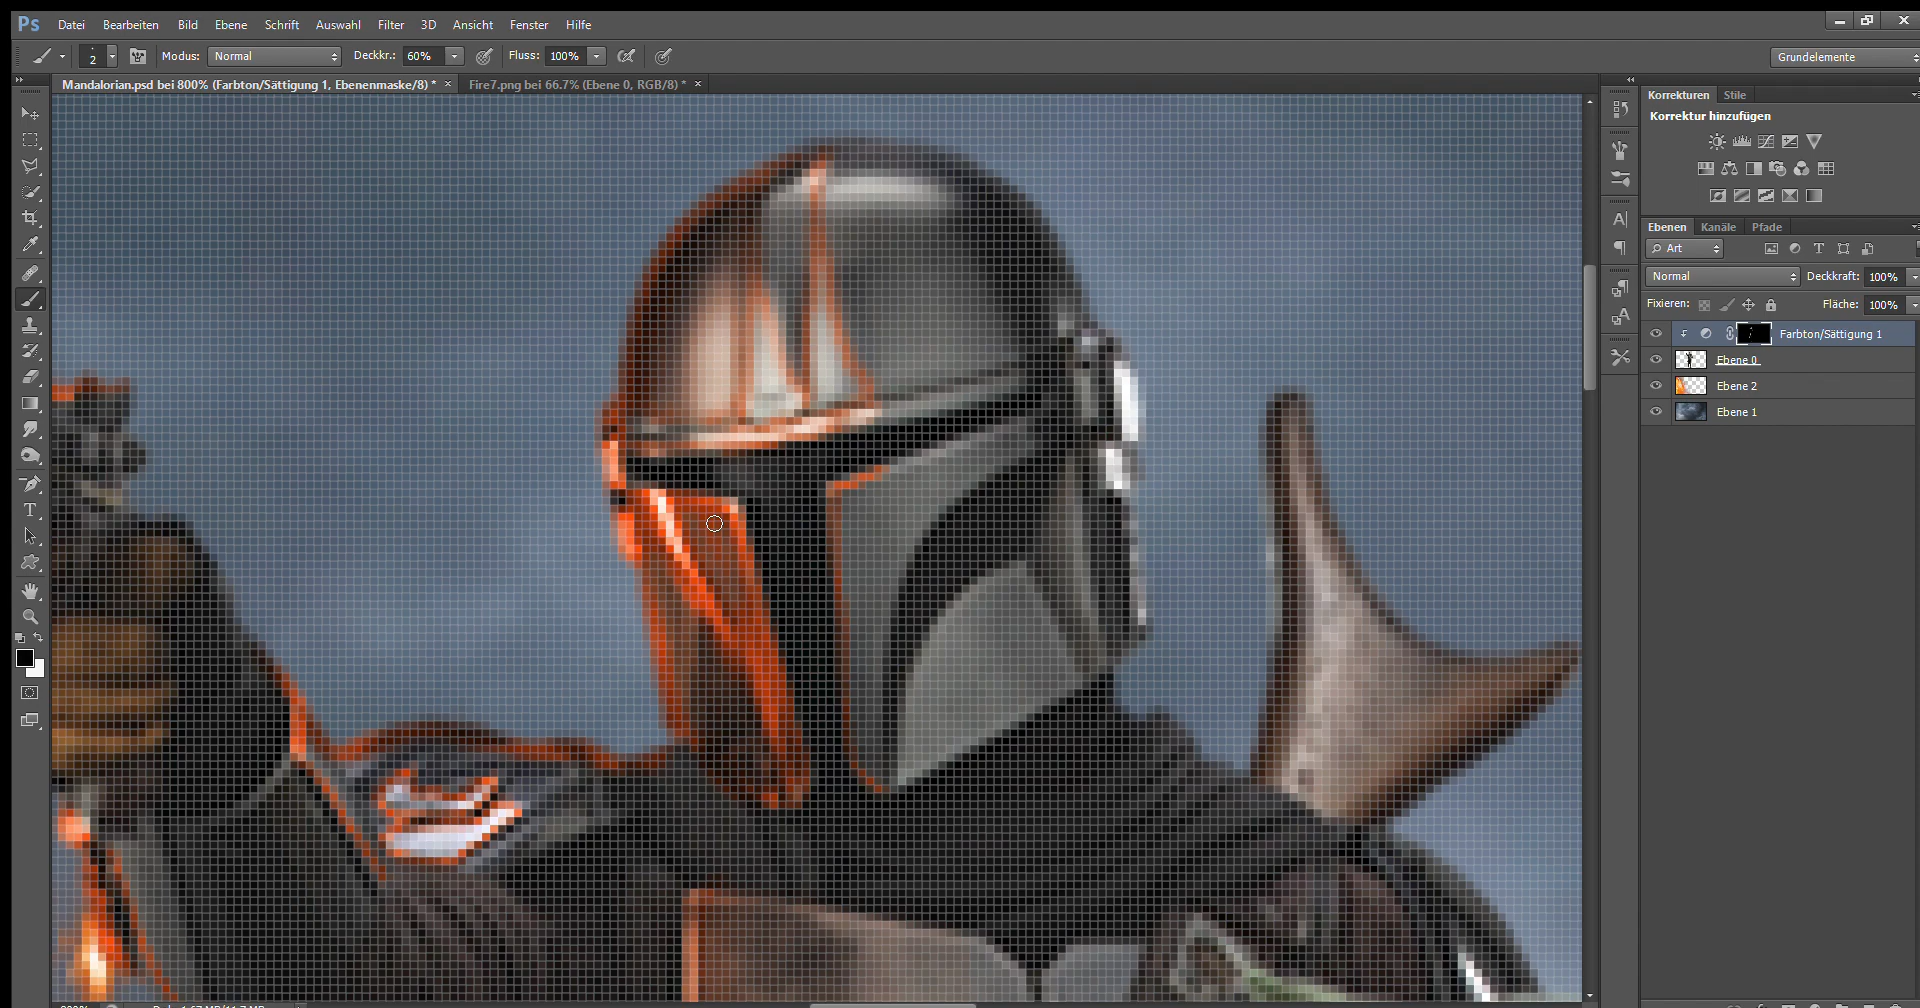 Ps Datei Bearbeiten Bild Ebene Schrift Auswahl Filter 3D Ansicht Fenster Hilfe
2 Modus: Normal Deckkr.: 60% Fluss: 100% Grundelemente
Mandalorian.psd bei 800% (Farbton/Sättigung 1, Ebenenmaske/8) * × Fire7.png bei 66.7% (Ebene 0, RGB/8) * ×
Korrekturen Stile
Korrektur hinzufügen
Ebenen Kanäle Pfade
Art
Normal Deckkraft: 100%
Fixieren: Fläche: 100%
Farbton/Sättigung 1
Ebene 0
Ebene 2
Ebene 1